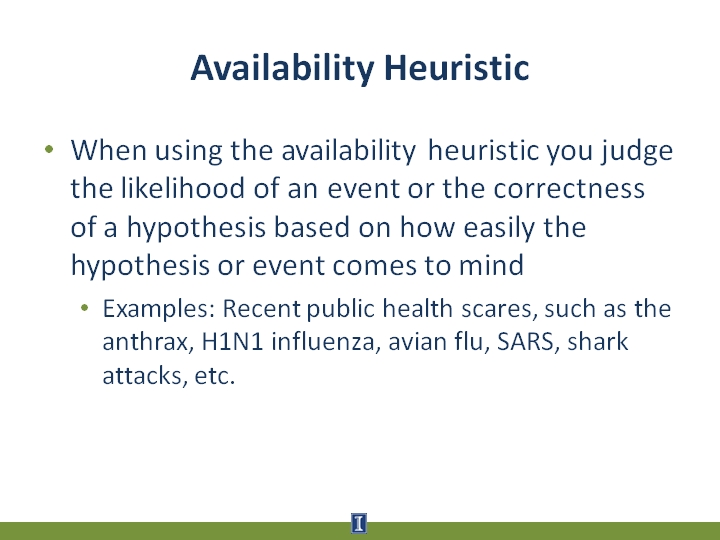 Availability Heuristic
• When using the availability heuristic you judge
the likelihood of an event or the correctness
of a hypothesis based on how easily the
hypothesis or event comes to mind
• Examples: Recent public health scares, such as the
anthrax, H1N1 influenza, avian flu, SARS, shark
attacks, etc.
I